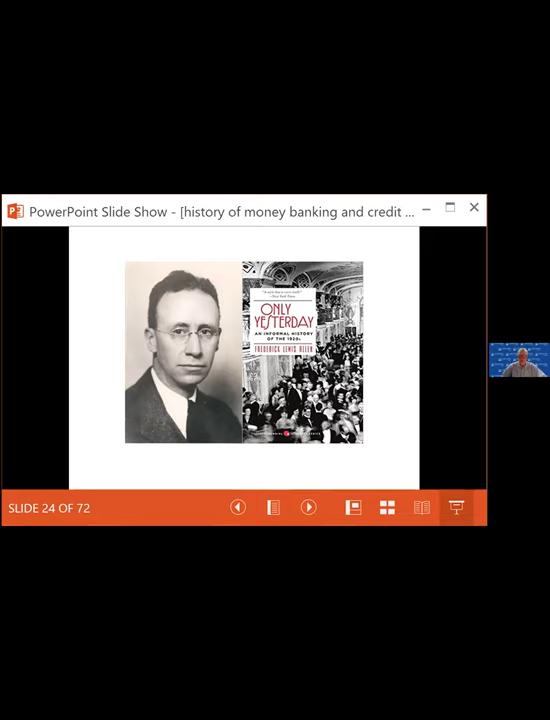 PowerPoint Slide Show - [history of money banking and credit ...
ONLY
YESTERDAY
AN INFORMAL HISTORY
OF THE 1920s
FREDERICK LEWIS ALLEN
SLIDE 24 OF 72